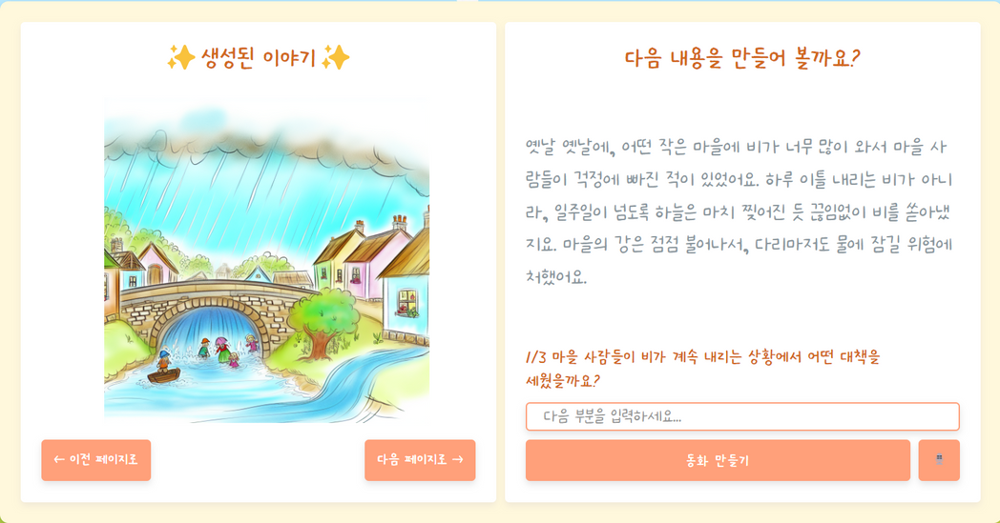 ✨ 생성된 이야기 ✨
← 이전 페이지로
다음 페이지로 →
다음 내용을 만들어 볼까요?
옛날 옛날에, 어떤 작은 마을에 비가 너무 많이 와서 마을 사
람들이 걱정에 빠진 적이 있었어요. 하루 이틀 내리는 비가 아니
라, 일주일이 넘도록 하늘은 마치 찢어진 듯 끊임없이 비를 쏟아냈
지요. 마을의 강은 점점 불어나서, 다리마저도 물에 잠길 위험에
처했어요.
1/3 마을 사람들이 비가 계속 내리는 상황에서 어떤 대책을
세웠을까요?
다음 부분을 입력하세요...
동화 만들기